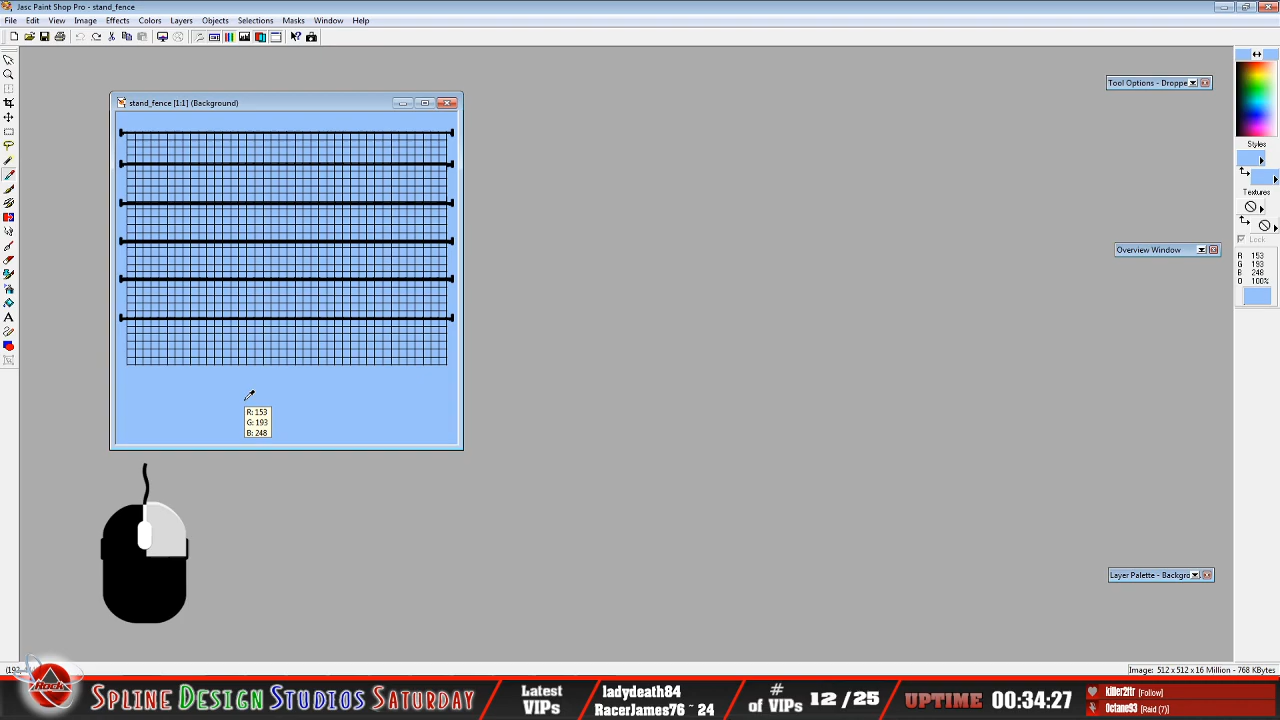 Jasc Paint Shop Pro - stand_fence
File Edit View Image Effects Colors Layers Objects Selections Masks Window Help
Tool Options - Droppe
stand_fence [1:1] (Background)
Styles
Textures
Lock
Overview Window
R 153
G 193
B 248
O 100%
R: 153
G: 193
B: 248
Layer Palette - Backgro
Image: 512 x 512 x 16 Million - 768 KBytes
SPLINE DESIGN STUDIOS SATURDAY
Latest
VIPs
ladydeath84
RacerJames76 ~ 24
#
of VIPs
12 / 25
UPTIME
00:34:27
killer2ltr [Follow]
Octane93 [Raid (7)]